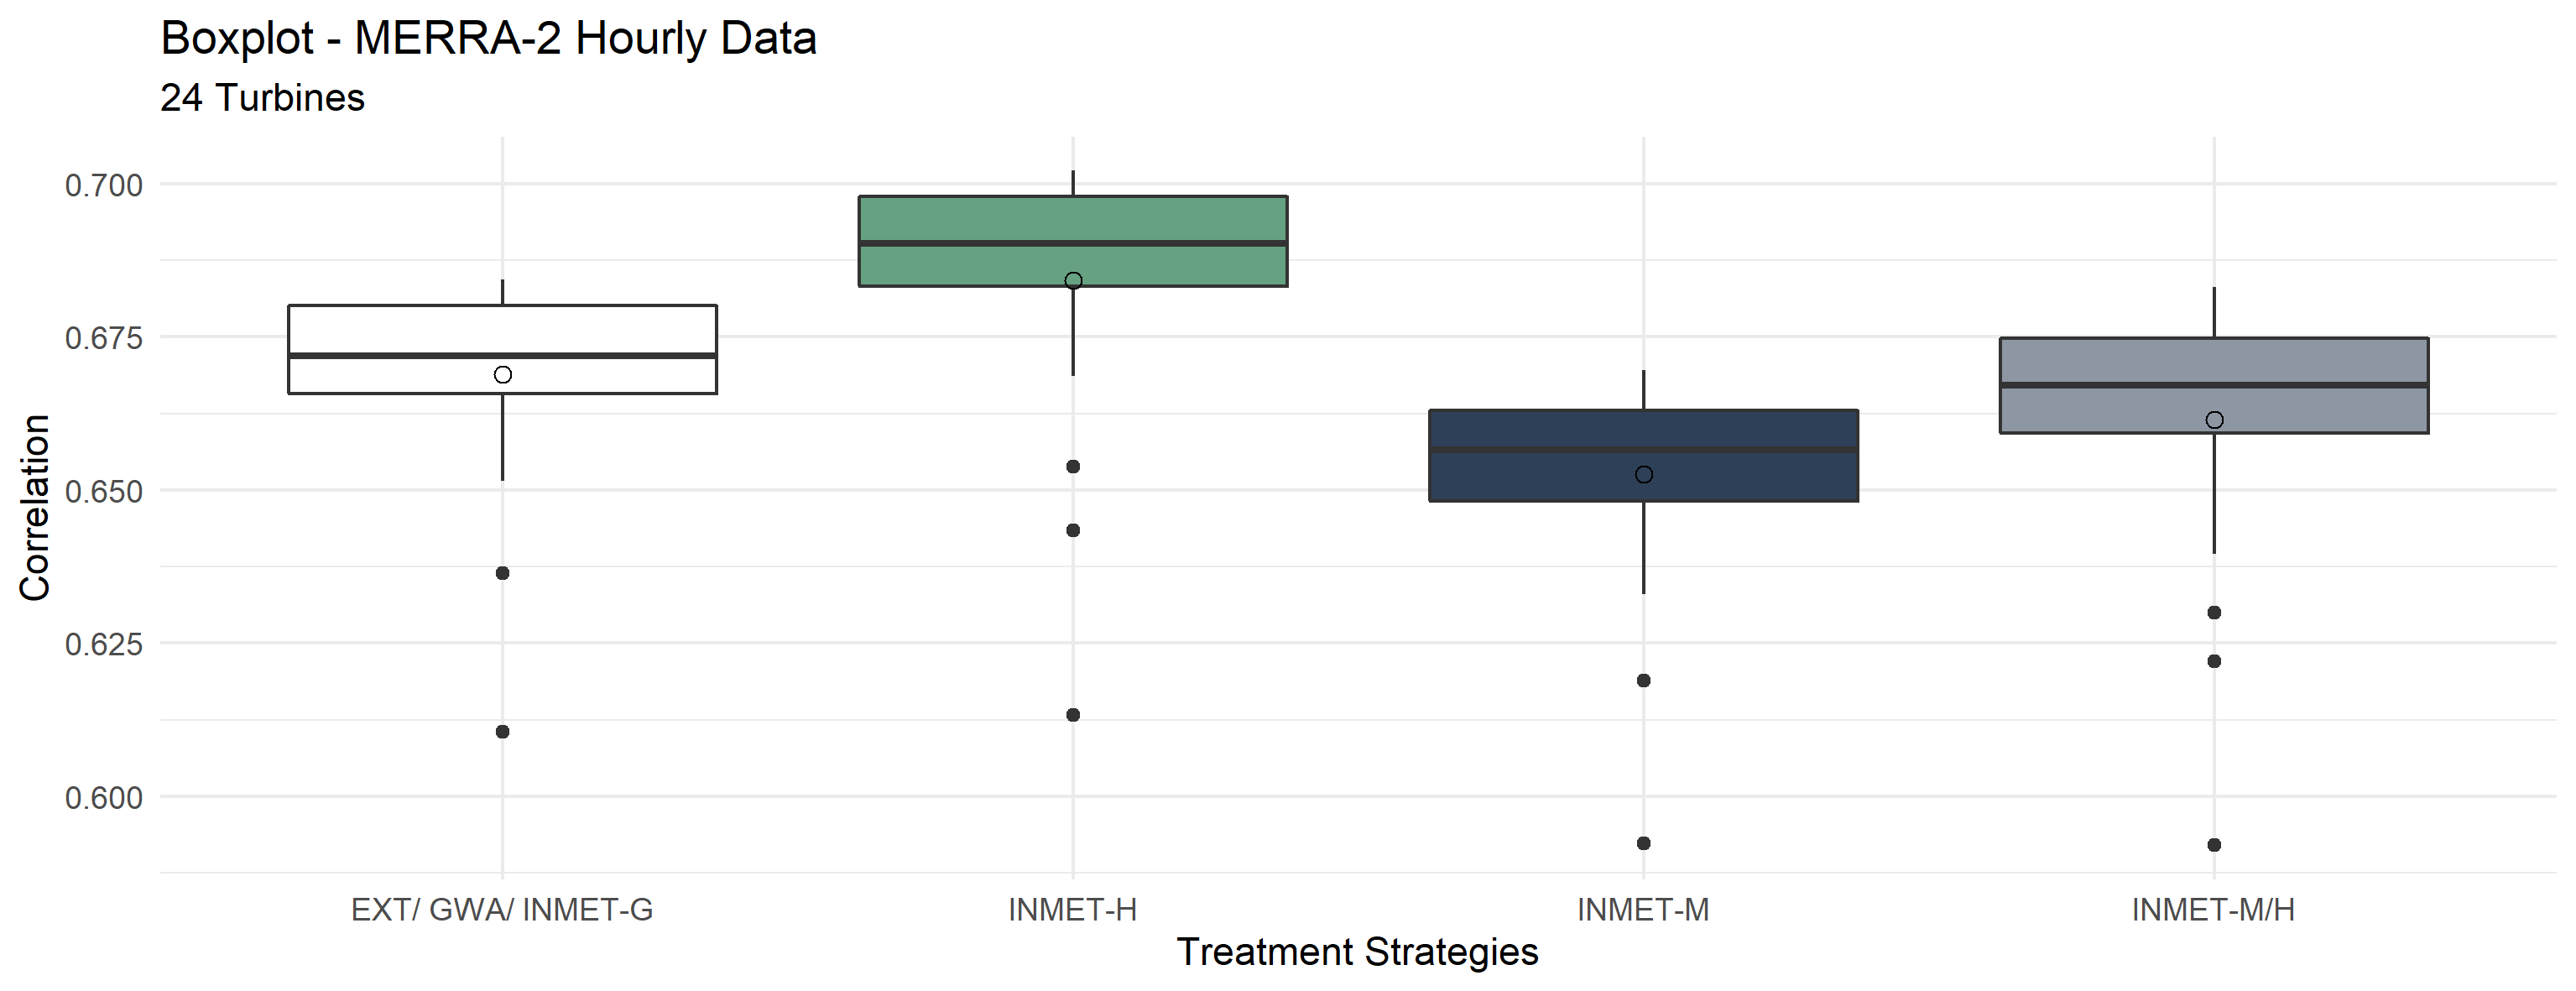 Boxplot - MERRA-2 Hourly Data
24 Turbines
0.700
0.675
0.650
0.625
0.600
Correlation
EXT/ GWA/ INMET-G
INMET-H
INMET-M
INMET-M/H
Treatment Strategies